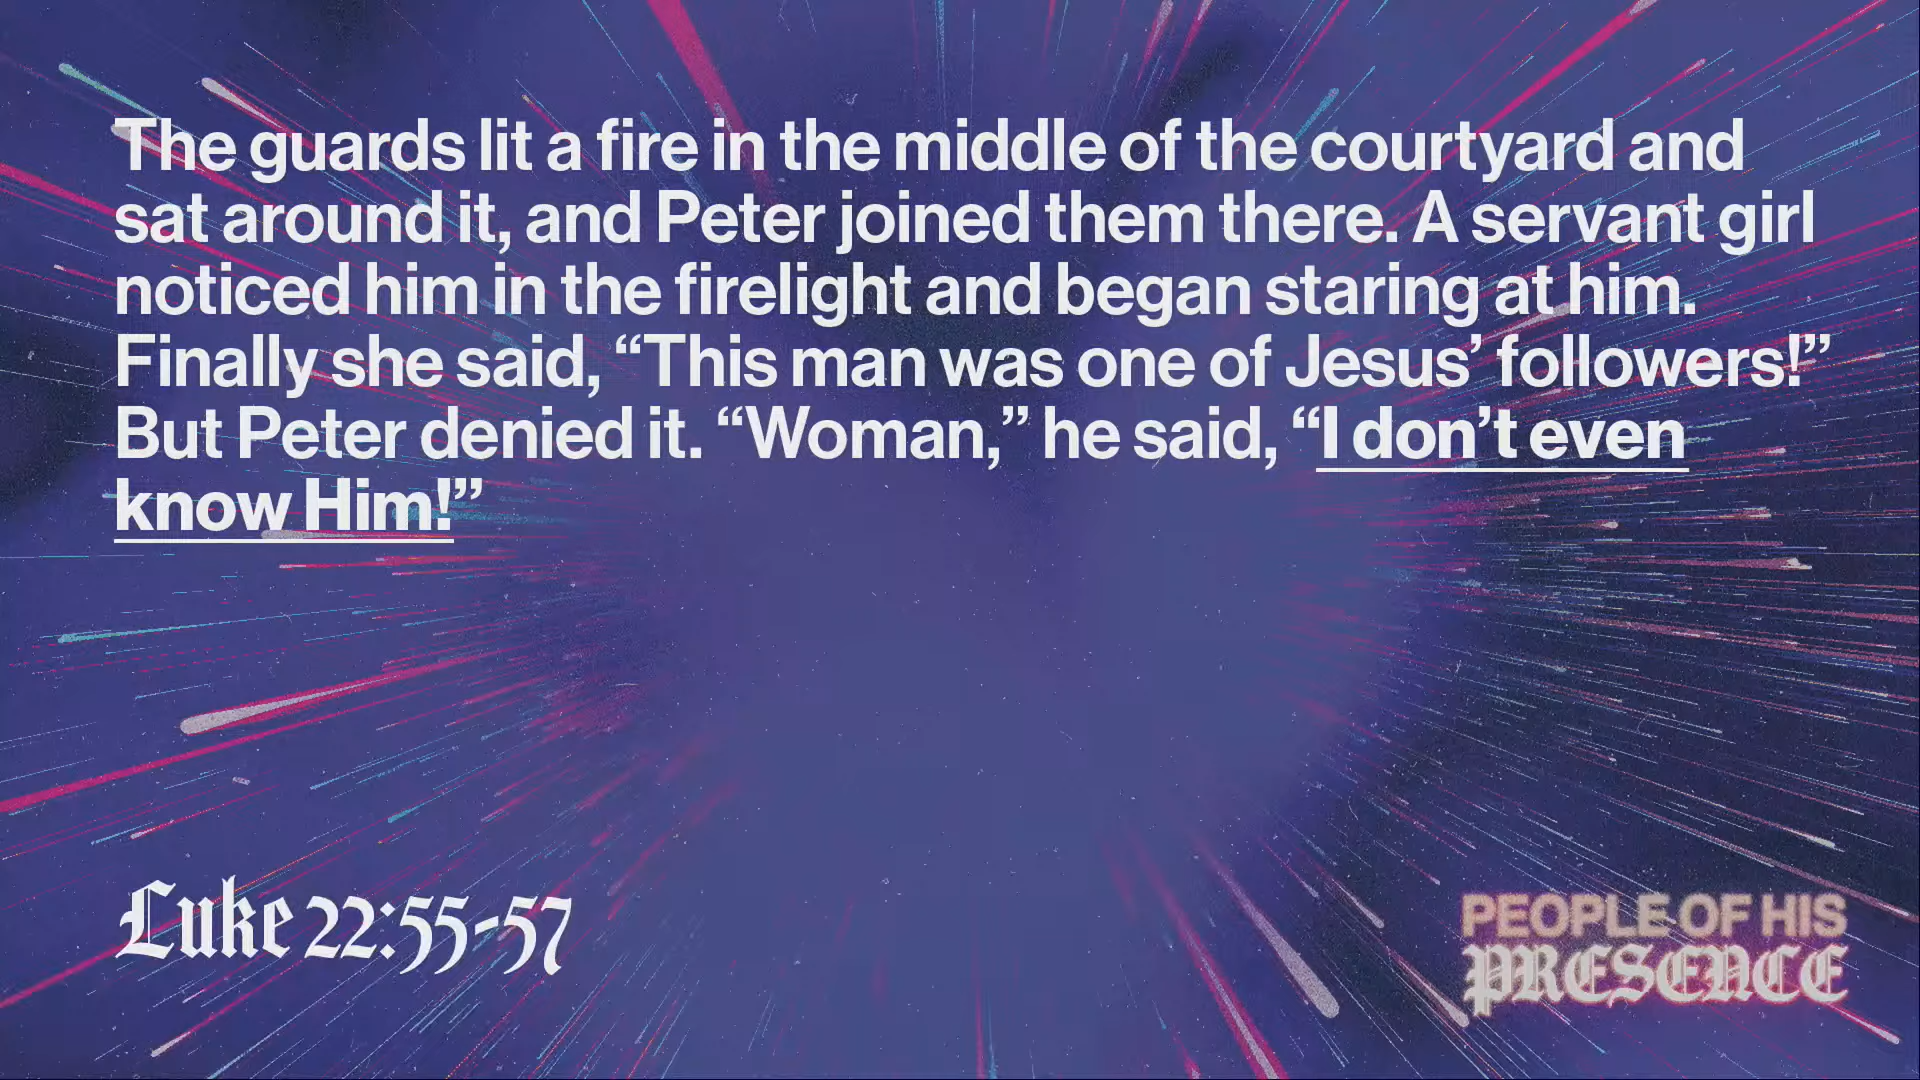 The guards lit a fire in the middle of the courtyard and
sat around it, and Peter joined them there. A servant girl
noticed him in the firelight and began staring at him.
Finally she said, “This man was one of Jesus’ followers!”
But Peter denied it. “Woman,” he said, “I don’t even
know Him!”
Luke 22:55-57
PEOPLE OF HIS
PRESENCE